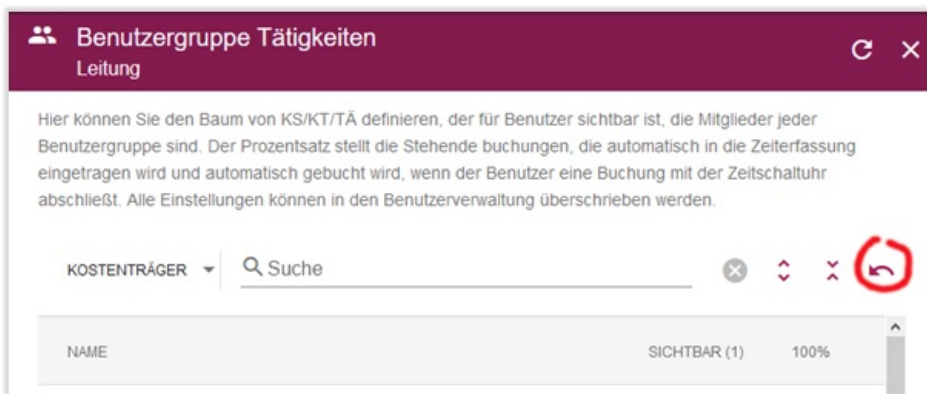 Benutzergruppe Tätigkeiten
Leitung
Hier können Sie den Baum von KS/KT/TÄ definieren, der für Benutzer sichtbar ist, die Mitglieder jeder
Benutzergruppe sind. Der Prozentsatz stellt die Stehende buchungen, die automatisch in die Zeiterfassung
eingetragen wird und automatisch gebucht wird, wenn der Benutzer eine Buchung mit der Zeitschaltuhr
abschließt. Alle Einstellungen können in den Benutzerverwaltung überschrieben werden.
KOSTENTRÄGER Suche
NAME SICHTBAR (1) 100%